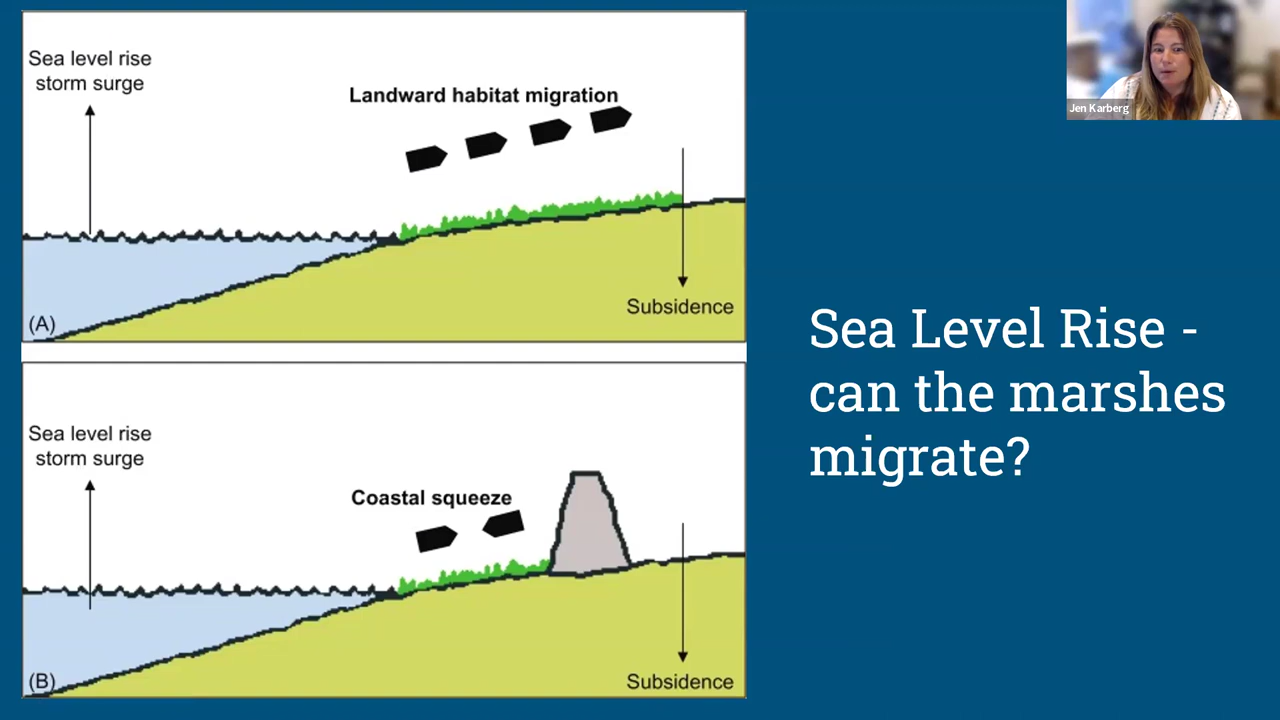 Sea level rise
storm surge
Landward habitat migration
Subsidence
(A)
Sea level rise
storm surge
Coastal squeeze
Subsidence
(B)
Sea Level Rise -
can the marshes
migrate?
Jen Karberg